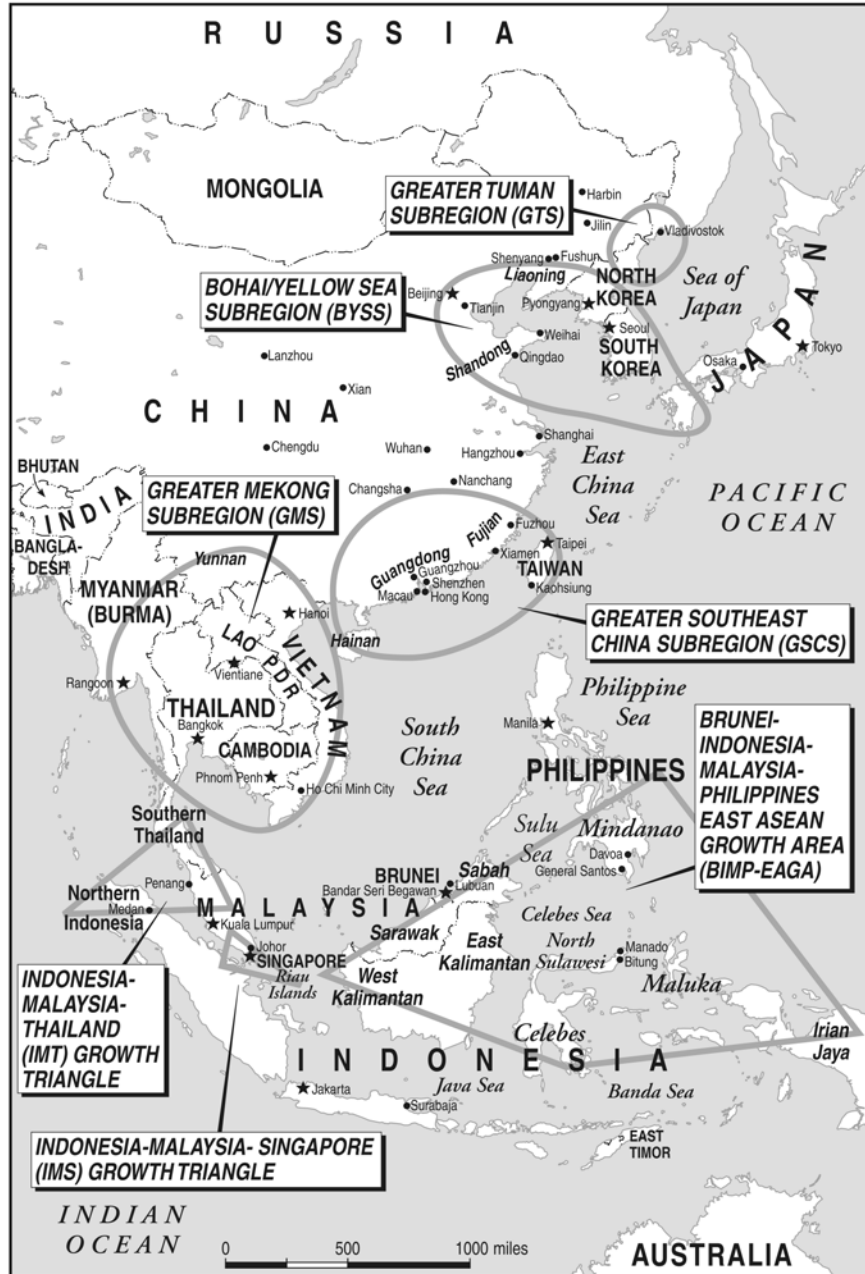 RUSSIA
MONGOLIA
GREATER TUMAN
SUBREGION (GTS)
Harbin
Jilin
Vladivostok
Shenyang
Fushun
Liaoning
BOHAI/YELLOW SEA
SUBREGION (BYSS)
Beijing
Tianjin
NORTH
KOREA
Pyongyang
Sea of
Japan
JAPAN
Weihai
Seoul
SOUTH
KOREA
Shandong
Qingdao
Osaka
Tokyo
Lanzhou
Xian
CHINA
Chengdu
Wuhan
Shanghai
Hangzhou
East
China
Sea
PACIFIC
OCEAN
BHUTAN
INDIA
BANGLA-
DESH
GREATER MEKONG
SUBREGION (GMS)
Changsha
Nanchang
Fujian
Fuzhou
Taipei
Xiamen
TAIWAN
Kaohsiung
Guangdong
Guangzhou
Shenzhen
Macau
Hong Kong
Yunnan
MYANMAR
(BURMA)
Hanoi
Hainan
GREATER SOUTHEAST
CHINA SUBREGION (GSCS)
LAO PDR
VIETNAM
Vientiane
Rangoon
THAILAND
Bangkok
CAMBODIA
Phnom Penh
Ho Chi Minh City
South
China
Sea
Philippine
Sea
Manila
PHILIPPINES
BRUNEI-
INDONESIA-
MALAYSIA-
PHILIPPINES
EAST ASEAN
GROWTH AREA
(BIMP-EAGA)
Southern
Thailand
Sulu
Sea
Mindanao
Davoa
General Santos
Penang
Northern
Indonesia
Medan
BRUNEI
Sabah
Bandar Seri Begawan
Lubuan
MALAYSIA
Kuala Lumpur
Sarawak
Celebes Sea
Johor
SINGAPORE
Riau
Islands
East
Kalimantan
North
Sulawesi
Manado
Bitung
West
Kalimantan
Maluka
INDONESIA-
MALAYSIA-
THAILAND
(IMT) GROWTH
TRIANGLE
Celebes
Irian
Jaya
INDONESIA
Jakarta
Java Sea
Banda Sea
Surabaja
INDONESIA-MALAYSIA- SINGAPORE
(IMS) GROWTH TRIANGLE
EAST
TIMOR
INDIAN
OCEAN
0 500 1000 miles
AUSTRALIA